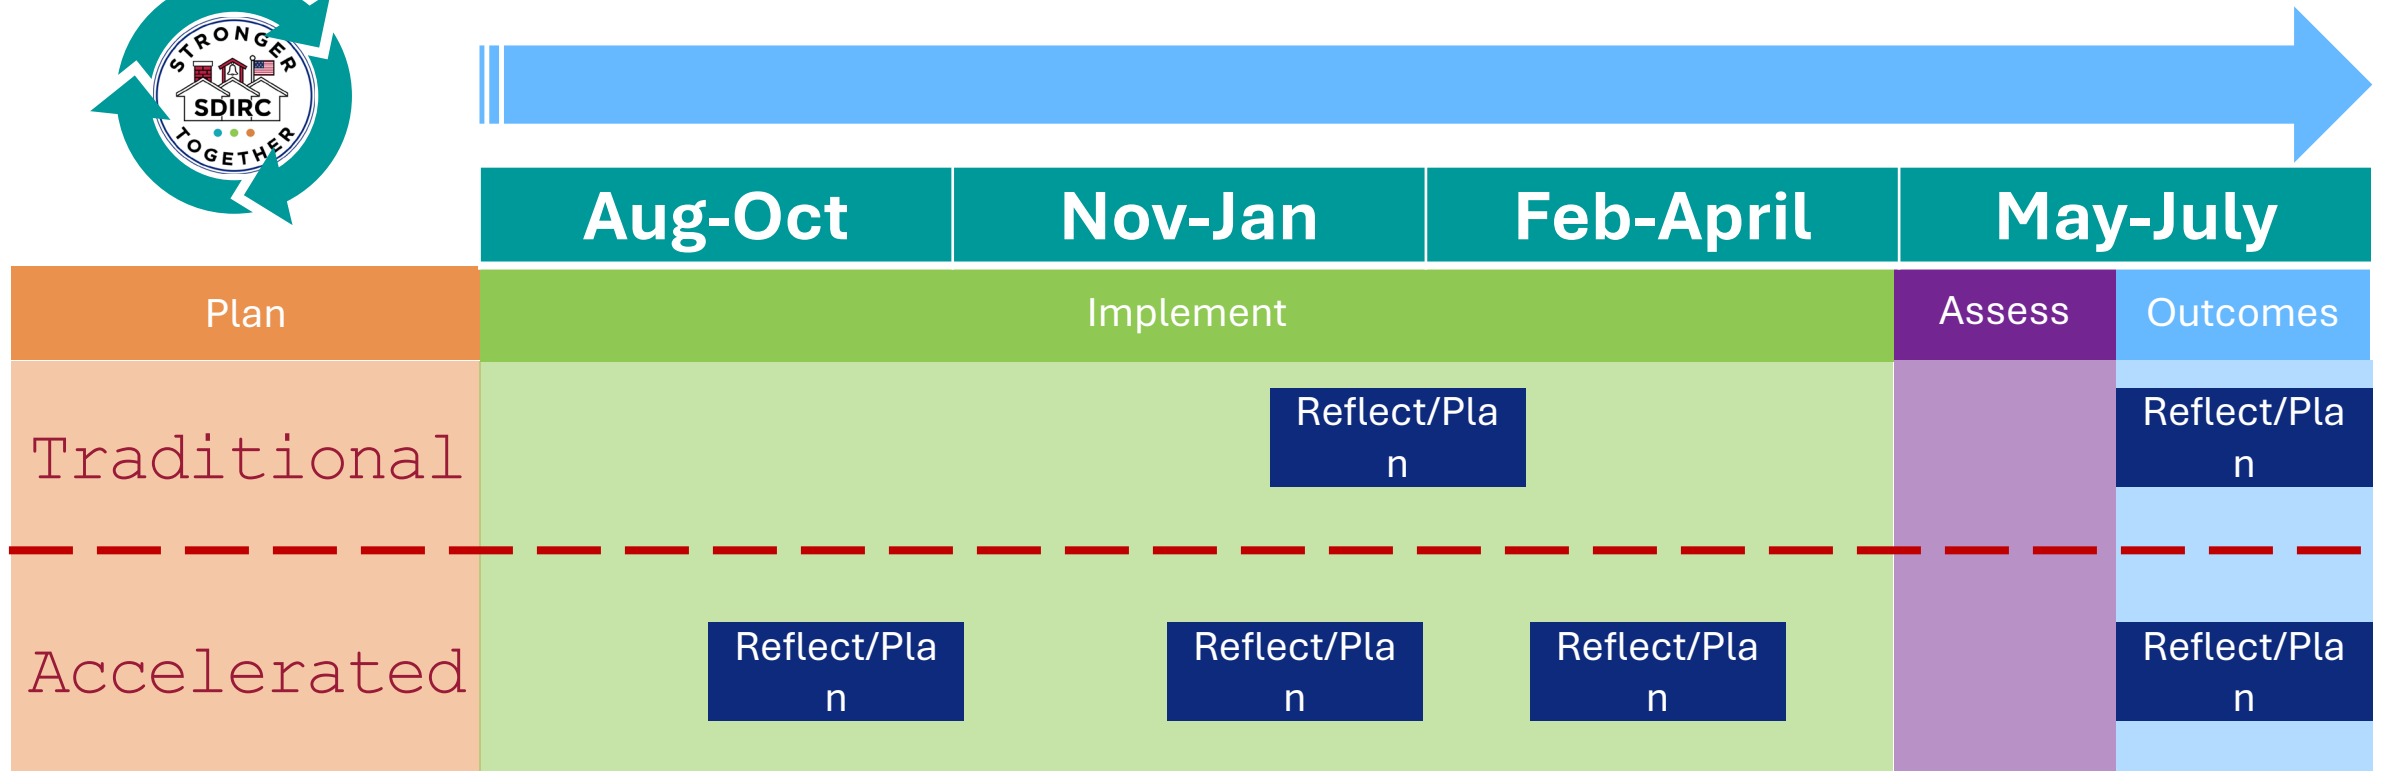 STRONGER
SDIRC
TOGETHER
Aug-Oct
Nov-Jan
Feb-April
May-July
Plan
Implement
Assess
Outcomes
Traditional
Reflect/Pla
n
Reflect/Pla
n
Accelerated
Reflect/Pla
n
Reflect/Pla
n
Reflect/Pla
n
Reflect/Pla
n